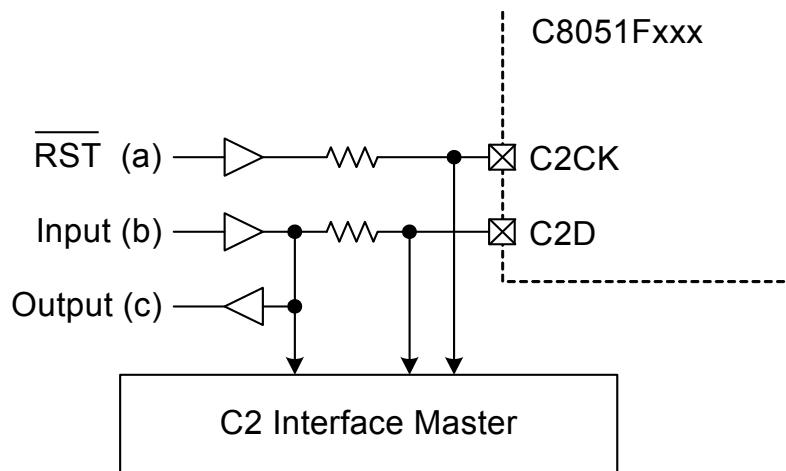 C8051Fxxx
RST (a)
C2CK
Input (b)
C2D
Output (c)
C2 Interface Master